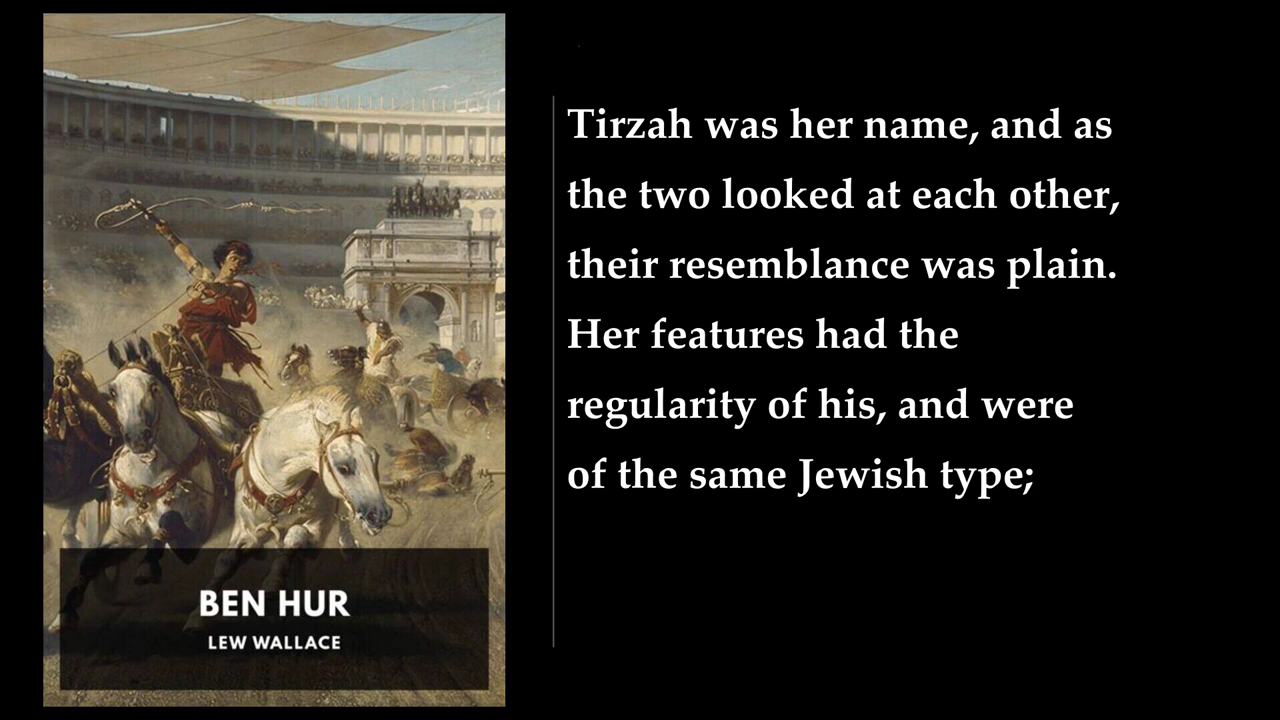 BEN HUR
LEW WALLACE
Tirzah was her name, and as
the two looked at each other,
their resemblance was plain.
Her features had the
regularity of his, and were
of the same Jewish type;